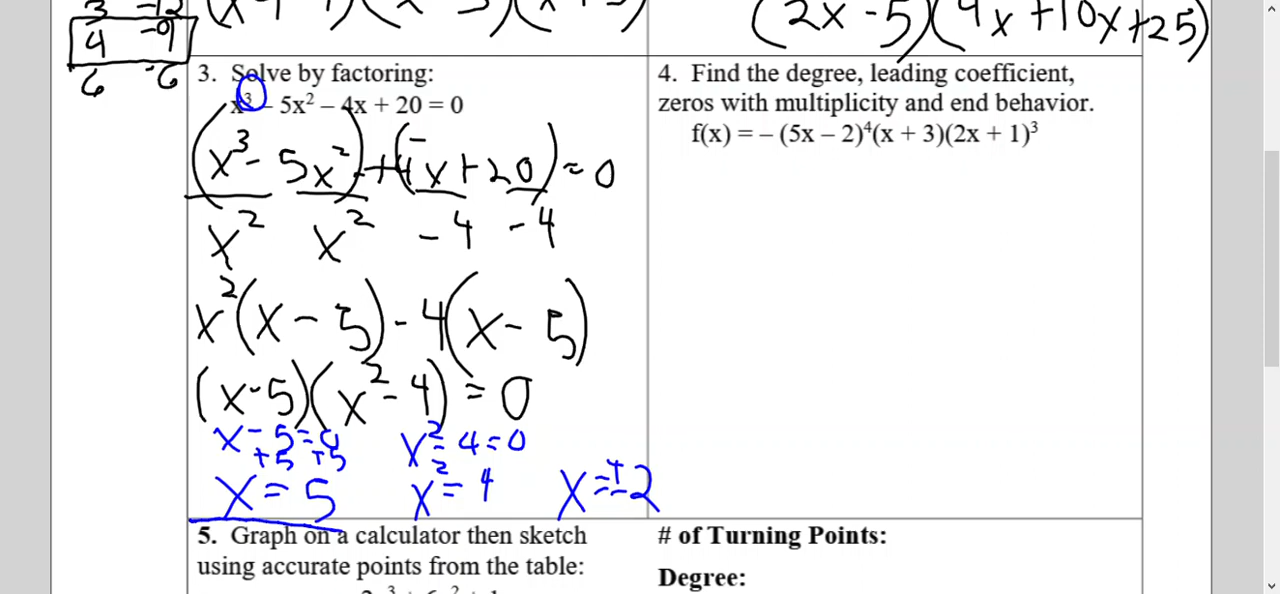 3 -12
4 -9
6 -6
(2x - 5)(4x + 10x + 25)
3. Solve by factoring:
x³ – 5x² – 4x + 20 = 0
(x³ - 5x²) + (-4x + 20) = 0
x² x² -4 -4
x²(x - 5) - 4(x - 5)
(x - 5)(x² - 4) = 0
x - 5 = 0 x² - 4 = 0
+5 +5
x = 5 x² = 4 x = ±2
4. Find the degree, leading coefficient,
zeros with multiplicity and end behavior.
f(x) = – (5x – 2)⁴(x + 3)(2x + 1)³
5. Graph on a calculator then sketch
using accurate points from the table:
# of Turning Points:
Degree: